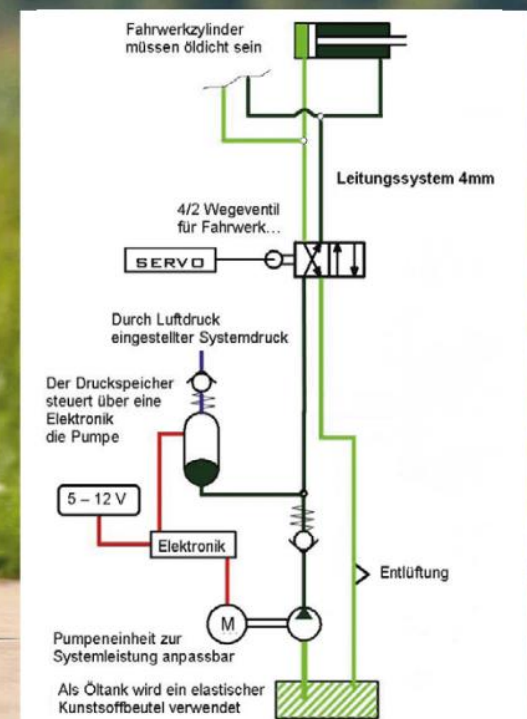 Fahrwerkzylinder
müssen öldicht sein
Leitungssystem 4mm
4/2 Wegeventil
für Fahrwerk...
SERVO
Durch Luftdruck
eingestellter Systemdruck
Der Druckspeicher
steuert über eine
Elektronik
die Pumpe
5 – 12 V
Elektronik
Entlüftung
M
Pumpeneinheit zur
Systemleistung anpassbar
Als Öltank wird ein elastischer
Kunstsoffbeutel verwendet